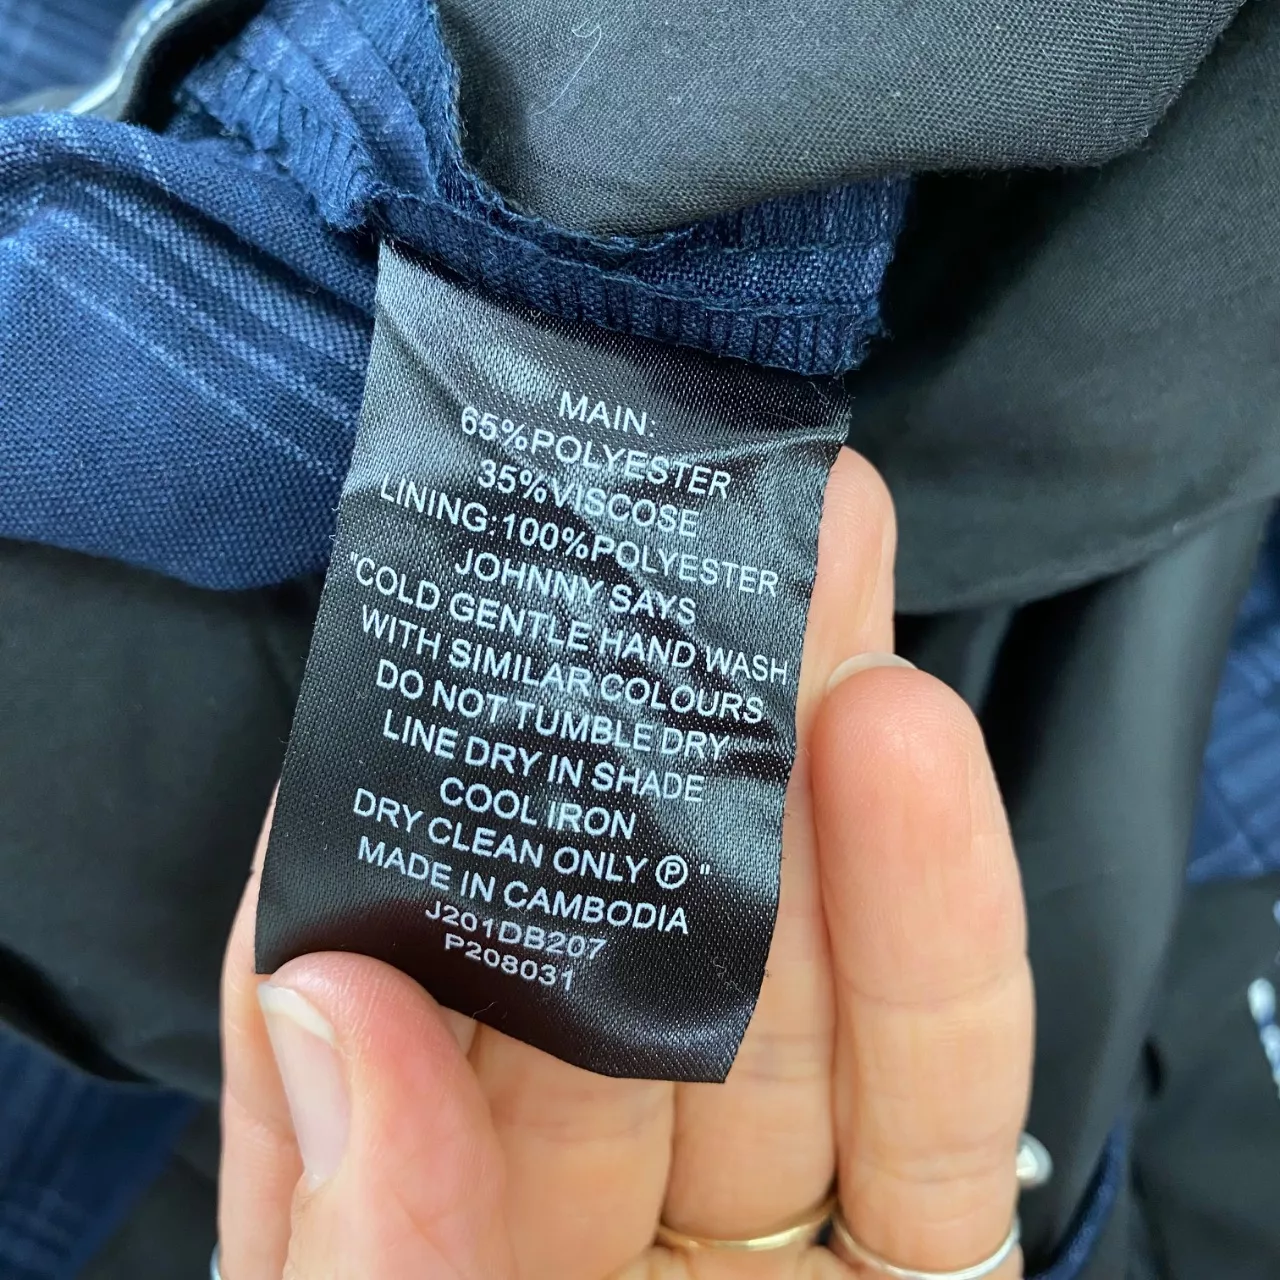 MAIN:
65%POLYESTER
35%VISCOSE
LINING:100%POLYESTER
JOHNNY SAYS
"COLD GENTLE HAND WASH
WITH SIMILAR COLOURS
DO NOT TUMBLE DRY
LINE DRY IN SHADE
COOL IRON
DRY CLEAN ONLY Ⓟ "
MADE IN CAMBODIA
J201DB207
P208031